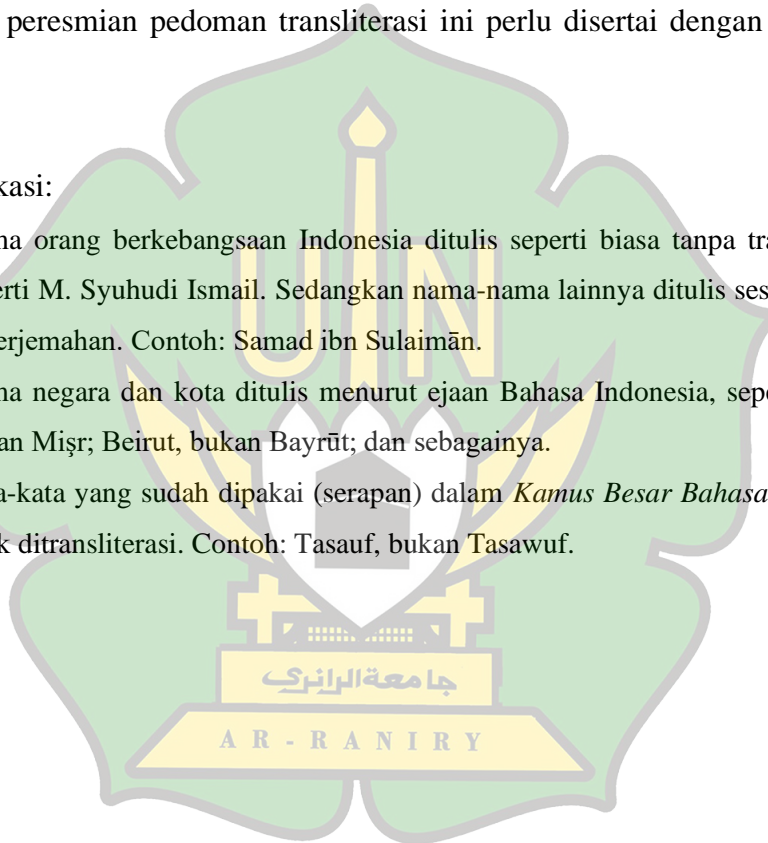 peresmian pedoman transliterasi ini perlu disertai dengan
kasi:
na orang berkebangsaan Indonesia ditulis seperti biasa tanpa tra
erti M. Syuhudi Ismail. Sedangkan nama-nama lainnya ditulis ses
erjemahan. Contoh: Samad ibn Sulaimān.
na negara dan kota ditulis menurut ejaan Bahasa Indonesia, sepe
an Mişr; Beirut, bukan Bayrūt; dan sebagainya.
a-kata yang sudah dipakai (serapan) dalam Kamus Besar Bahasa
k ditransliterasi. Contoh: Tasauf, bukan Tasawuf.
UIN
جامعةالرانري
AR-RANIRY